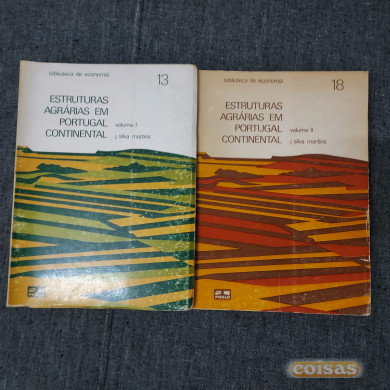 biblioteca de economia
13
ESTRUTURAS
AGRÁRIAS EM
PORTUGAL volume I
CONTINENTAL j. silva martins
biblioteca de economia
18
ESTRUTURAS
AGRÁRIAS EM
PORTUGAL volume II
CONTINENTAL j. silva martins
PRELO
coisas